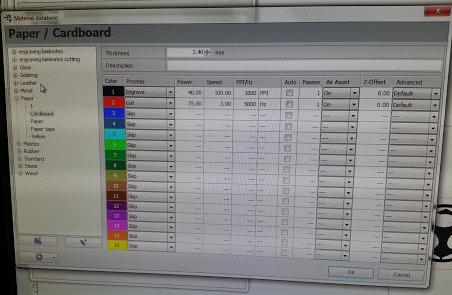 Material database
Paper / Cardboard
engraving laminates
engraving laminates cutting
Glass
Golding
Leather
Metal
Paper
1
Cardboard
Paper
Paper tape
Vellum
Plastics
Rubber
Standard
Stone
Wood
Thickness 3,40 mm
Description
Color Process Power Speed PPI/Hz Auto Passes Air Assist Z-Offset Advanced
1 Engrave 40.00 100.00 1000 PPI 1 On 0.00 Default
2 Cut 75.00 3.00 5000 Hz 1 On 0.00 Default
3 Skip --- --- --- --- --- --- --- ---
4 Skip --- --- --- --- --- --- --- ---
5 Skip --- --- --- --- --- --- --- ---
6 Skip --- --- --- --- --- --- --- ---
7 Skip --- --- --- --- --- --- --- ---
8 Skip --- --- --- --- --- --- --- ---
9 Skip --- --- --- --- --- --- --- ---
10 Skip --- --- --- --- --- --- --- ---
11 Skip --- --- --- --- --- --- --- ---
12 Skip --- --- --- --- --- --- --- ---
13 Skip --- --- --- --- --- --- --- ---
14 Skip --- --- --- --- --- --- --- ---
15 Skip --- --- --- --- --- --- --- ---
16 Skip --- --- --- --- --- --- --- ---
OK Cancel